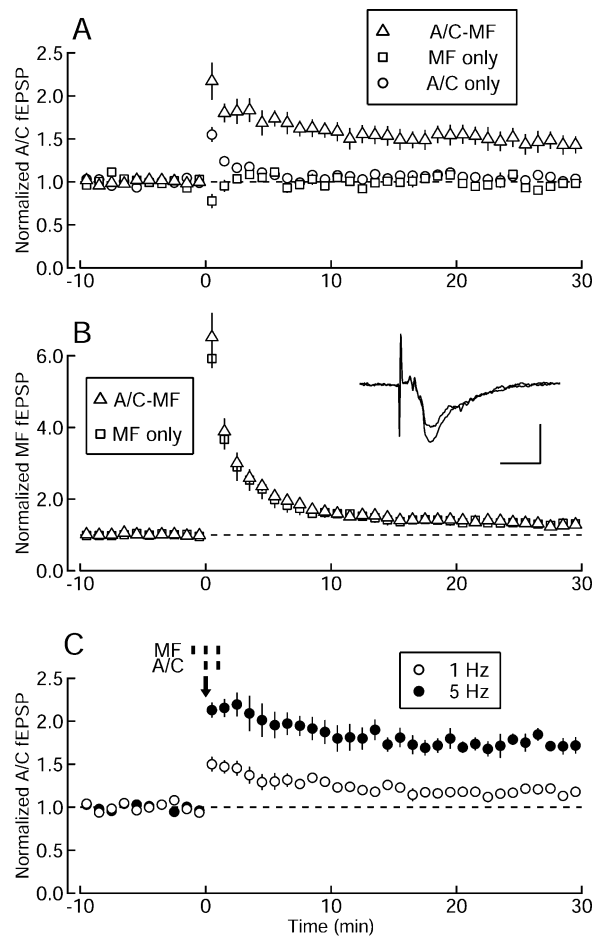 A
A/C-MF
MF only
A/C only
Normalized A/C fEPSP
2.5
2.0
1.5
1.0
0.5
0.0
-10 0 10 20 30
B
A/C-MF
MF only
Normalized MF fEPSP
6.0
4.0
2.0
0.0
-10 0 10 20 30
C
MF
A/C
1 Hz
5 Hz
Normalized A/C fEPSP
2.5
2.0
1.5
1.0
0.5
0.0
-10 0 10 20 30
Time (min)